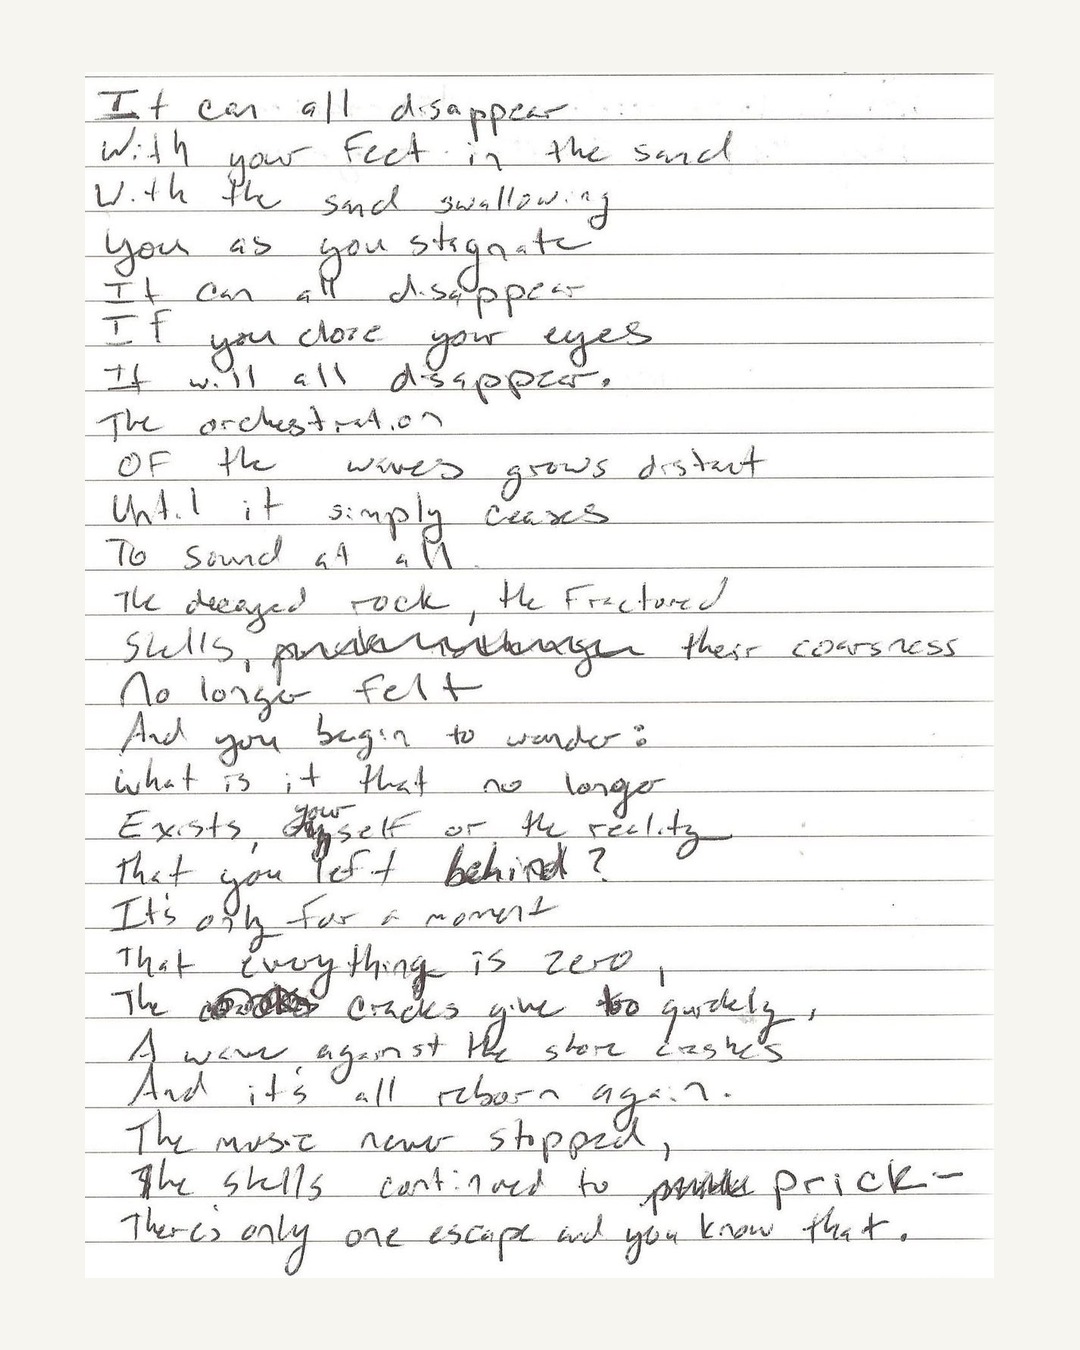 It can all disappear
With your feet in the sand
With the sand swallowing
you as you stagnate
It can all disappear
If you close your eyes
It will all disappear.
The orchestration
Of the waves grows distant
Until it simply ceases
To sound at all.
The decayed rock, the fractured
Shells, their coarsness
No longer felt
And you begin to wonder:
what is it that no longer
Exists, yourself or the reality
that you left behind?
It's only for a moment
That everything is zero,
The cracks give too quickly,
A wave against the shore crashes
And it's all reborn again.
The music never stopped,
The shells continued to prick-
There's only one escape and you know that.